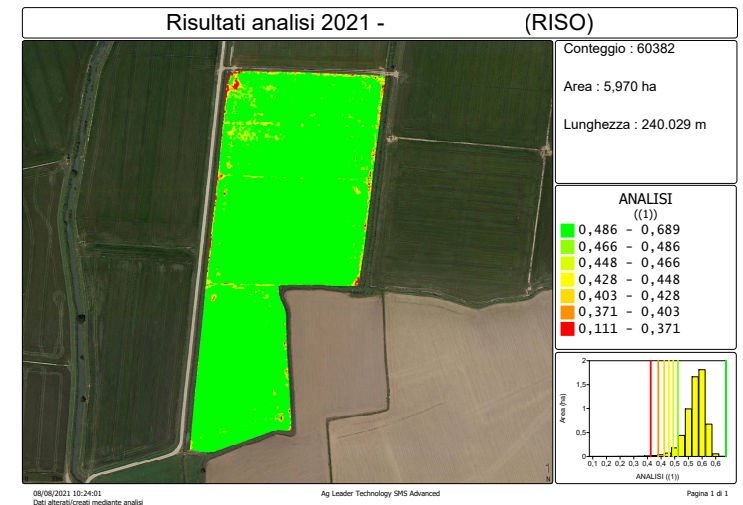 Risultati analisi 2021 - (RISO)
Conteggio : 60382
Area : 5,970 ha
Lunghezza : 240.029 m
ANALISI
((1))
0,486 - 0,689
0,466 - 0,486
0,448 - 0,466
0,428 - 0,448
0,403 - 0,428
0,371 - 0,403
0,111 - 0,371
2
1,5
1
0,5
0
Area (ha)
0,1 0,2 0,2 0,3 0,4 0,4 0,5 0,5 0,6 0,6
ANALISI ((1))
N
08/08/2021 10:24:01
Ag Leader Technology SMS Advanced
Pagina 1 di 1
Dati alterati/creati mediante analisi